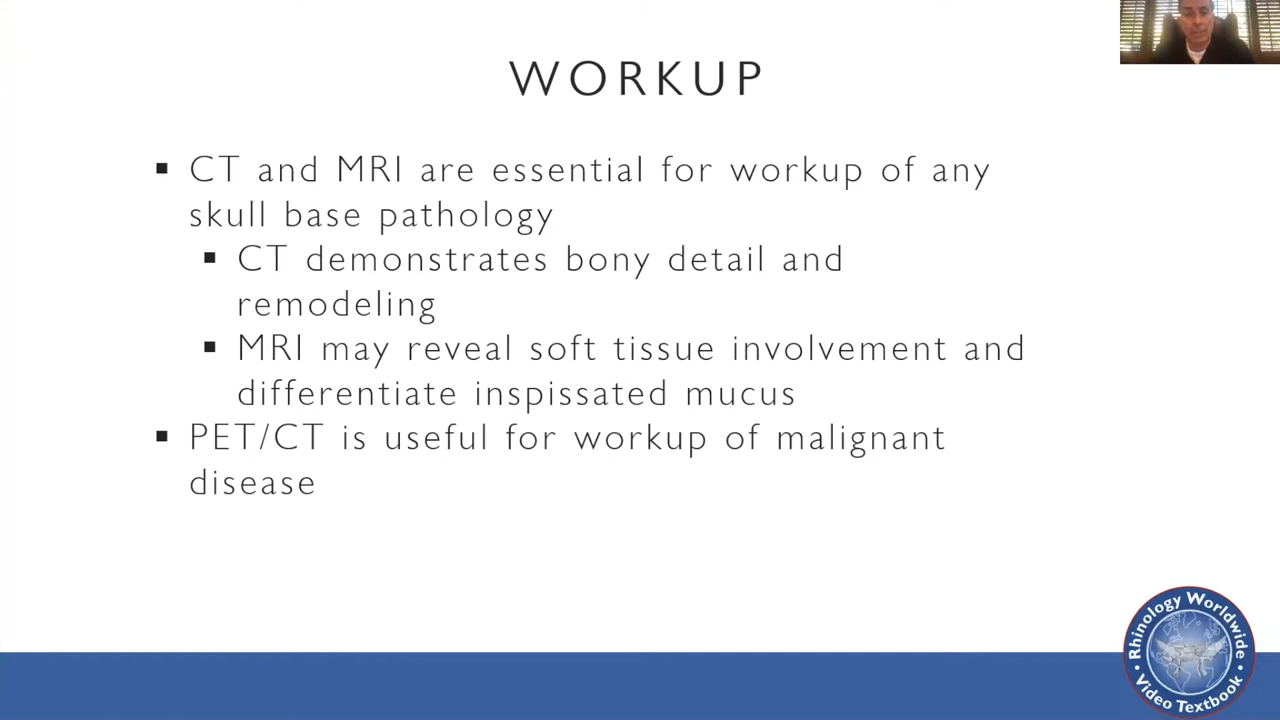 WORKUP
▪ CT and MRI are essential for workup of any
skull base pathology
▪ CT demonstrates bony detail and
remodeling
▪ MRI may reveal soft tissue involvement and
differentiate inspissated mucus
▪ PET/CT is useful for workup of malignant
disease
Rhinology Worldwide
• Video Textbook •